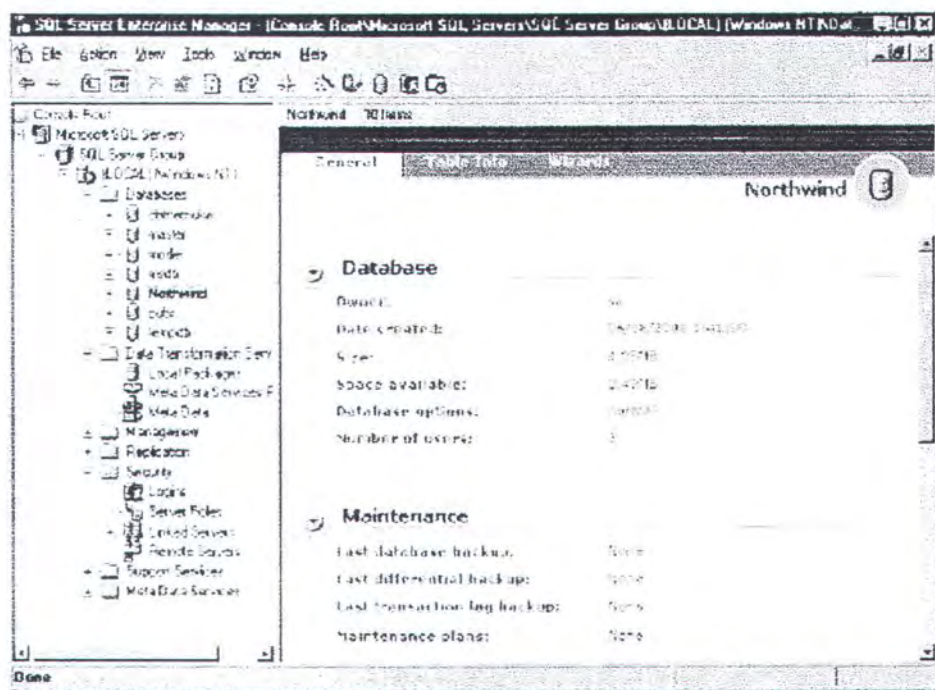 SQL Server Enterprise Manager - [Console Root\Microsoft SQL Servers\SQL Server Group\(LOCAL) (Windows NT)\Dat...
File Action View Tools Window Help
Console Root
Microsoft SQL Servers
SQL Server Group
(LOCAL) (Windows NT)
Databases
master
model
msdb
Northwind
pubs
tempdb
Data Transformation Serv
Local Packages
Meta Data Services P
Meta Data
Management
Replication
Security
Logins
Server Roles
Linked Servers
Remote Servers
Support Services
Meta Data Services
Northwind 10 Items
General Table Info Wizards
Northwind
Database
Owner: sa
Date created:
Size:
Space available:
Database options:
Number of users:
Maintenance
Last database backup: None
Last differential backup: None
Last transaction log backup: None
Maintenance plans: None
Done